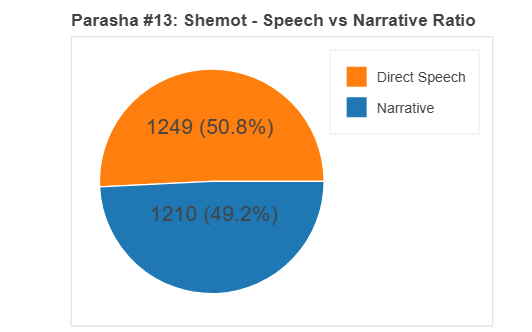 Parasha #13: Shemot - Speech vs Narrative Ratio
Direct Speech
Narrative
1249 (50.8%)
1210 (49.2%)